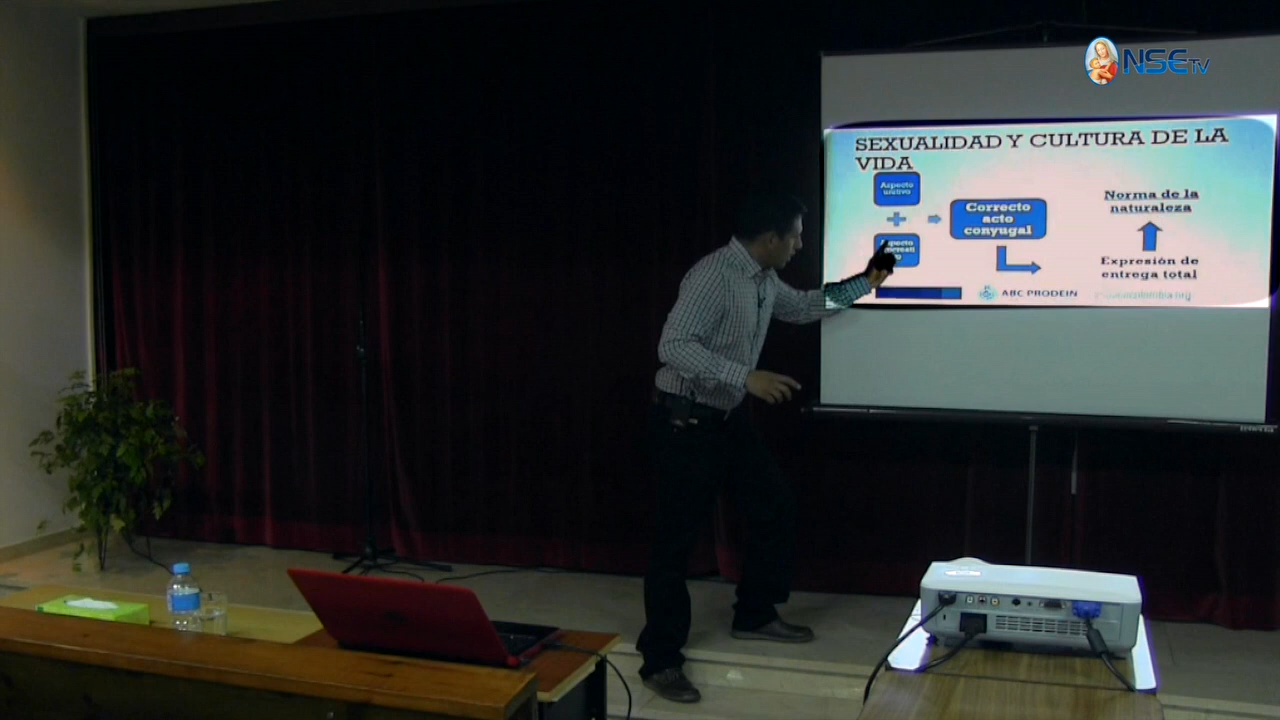 NSETV
SEXUALIDAD Y CULTURA DE LA
VIDA
Aspecto
unitivo
Correcto
acto
conyugal
Norma de la
naturaleza
Expresión de
entrega total
ABC PRODEIN